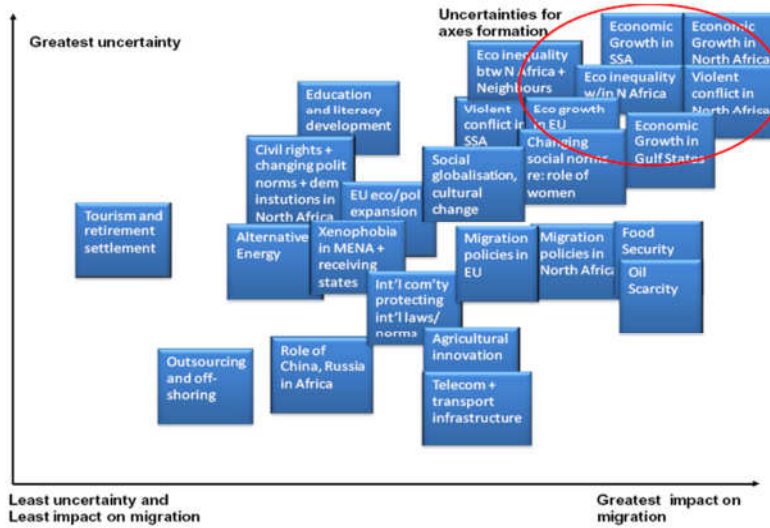 Greatest uncertainty
Uncertainties for
axes formation
Economic
Growth in
SSA
Economic
Growth in
North Africa
Eco inequality
btw N Africa +
Neighbours
Eco inequality
w/in N Africa
Violent
conflict in
North Africa
Education
and literacy
development
Violent
conflict in
SSA
Eco growth
in EU
Economic
Growth in
Gulf States
Civil rights +
changing polit
norms + dem
instutions in
North Africa
Social
globalisation,
cultural
change
Changing
social norms
re: role of
women
EU eco/pol
expansion
Tourism and
retirement
settlement
Alternative
Energy
Xenophobia
in MENA +
receiving
states
Migration
policies in
EU
Migration
policies in
North Africa
Food
Security
Oil
Scarcity
Int'l com'ty
protecting
int'l laws/
norms
Outsourcing
and off-
shoring
Role of
China, Russia
in Africa
Agricultural
innovation
Telecom +
transport
infrastructure
Least uncertainty and
Least impact on migration
Greatest impact on
migration